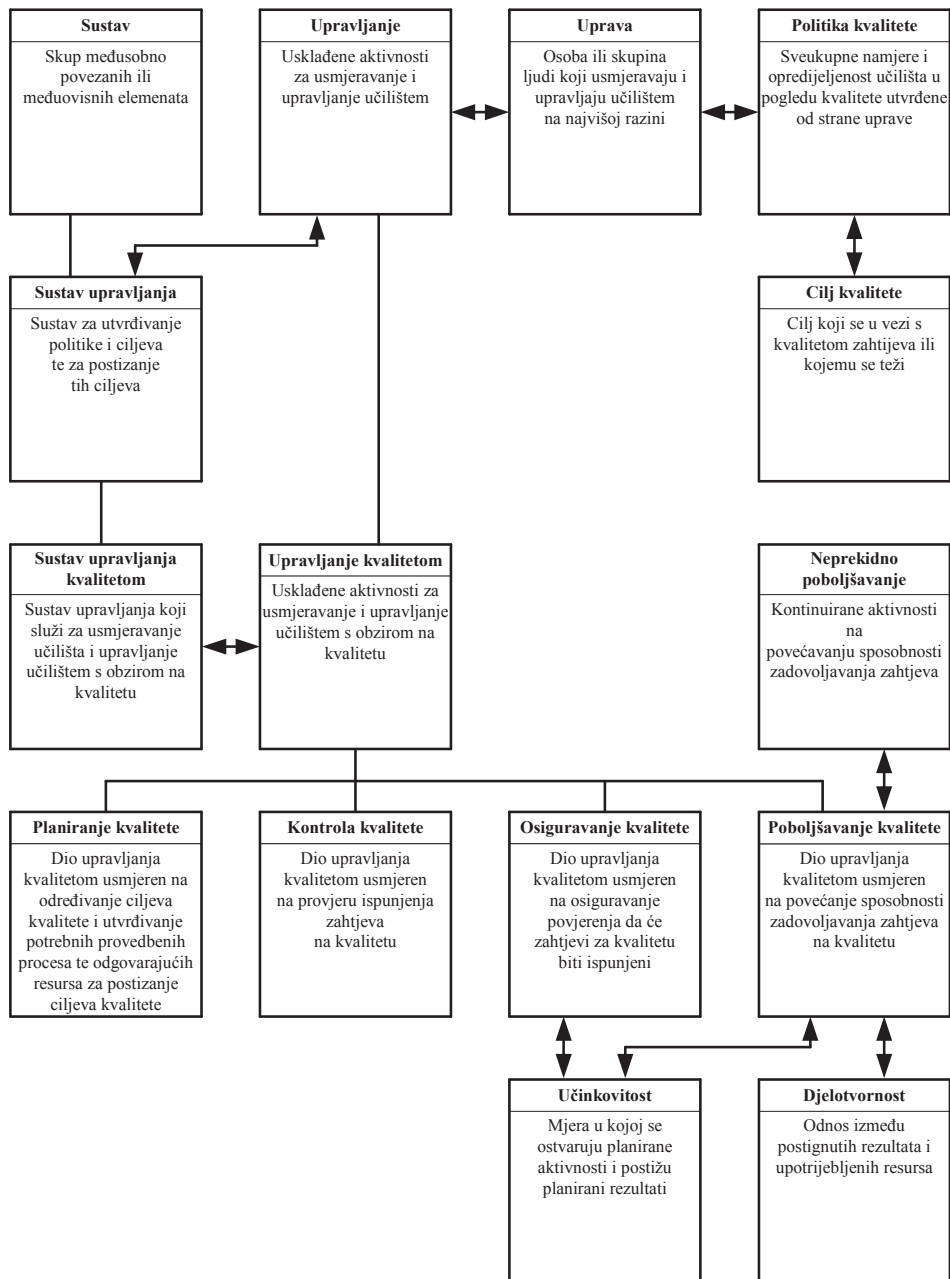 Sustav
Skup međusobno
povezanih ili
međuovisnih elemenata
Upravljanje
Usklađene aktivnosti
za usmjeravanje i
upravljanje učilištem
Uprava
Osoba ili skupina
ljudi koji usmjeravaju i
upravljaju učilištem
na najvišoj razini
Politika kvalitete
Sveukupne namjere i
opredijeljenost učilišta u
pogledu kvalitete utvrđene
od strane uprave
Sustav upravljanja
Sustav za utvrđivanje
politike i ciljeva
te za postizanje
tih ciljeva
Cilj kvalitete
Cilj koji se u vezi s
kvalitetom zahtijeva ili
kojemu se teži
Sustav upravljanja
kvalitetom
Sustav upravljanja koji
služi za usmjeravanje
učilišta i upravljanje
učilištem s obzirom na
kvalitetu
Upravljanje kvalitetom
Usklađene aktivnosti za
usmjeravanje i upravljanje
učilištem s obzirom na
kvalitetu
Neprekidno
poboljšavanje
Kontinuirane aktivnosti
na
povećavanju sposobnosti
zadovoljavanja zahtjeva
Planiranje kvalitete
Dio upravljanja
kvalitetom usmjeren na
određivanje ciljeva
kvalitete i utvrđivanje
potrebnih provedbenih
procesa te odgovarajućih
resursa za postizanje
ciljeva kvalitete
Kontrola kvalitete
Dio upravljanja
kvalitetom usmjeren
na provjeru ispunjenja
zahtjeva
na kvalitetu
Osiguravanje kvalitete
Dio upravljanja
kvalitetom usmjeren
na osiguravanje
povjerenja da će
zahtjevi za kvalitetu
biti ispunjeni
Poboljšavanje kvalitete
Dio upravljanja
kvalitetom usmjeren
na povećanje sposobnosti
zadovoljavanja zahtjeva
na kvalitetu
Učinkovitost
Mjera u kojoj se
ostvaruju planirane
aktivnosti i postižu
planirani rezultati
Djelotvornost
Odnos između
postignutih rezultata i
upotrijebljenih resursa